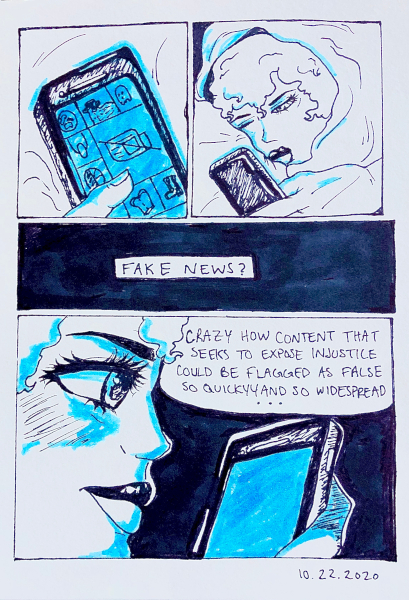 FAKE NEWS?
CRAZY HOW CONTENT THAT
SEEKS TO EXPOSE INJUSTICE
COULD BE FLAGGED AS FALSE
SO QUICKYY AND SO WIDESPREAD
...
10.22.2020